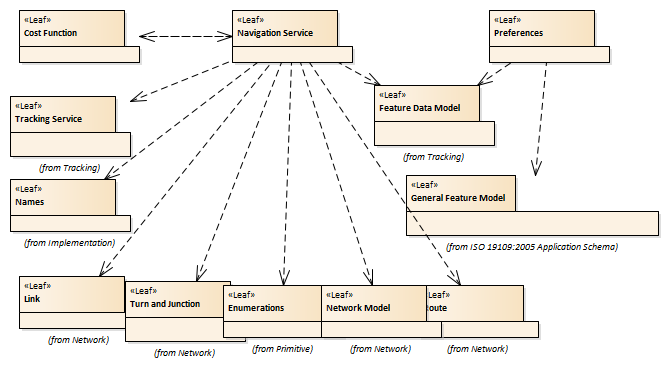 «Leaf»
Cost Function
«Leaf»
Navigation Service
«Leaf»
Preferences
«Leaf»
Tracking Service
(from Tracking)
«Leaf»
Feature Data Model
(from Tracking)
«Leaf»
Names
(from Implementation)
«Leaf»
General Feature Model
(from ISO 19109:2005 Application Schema)
«Leaf»
Link
(from Network)
«Leaf»
Turn and Junction
(from Network)
«Leaf»
Enumerations
(from Primitive)
«Leaf»
Network Model
(from Network)
«Leaf»
Route
(from Network)